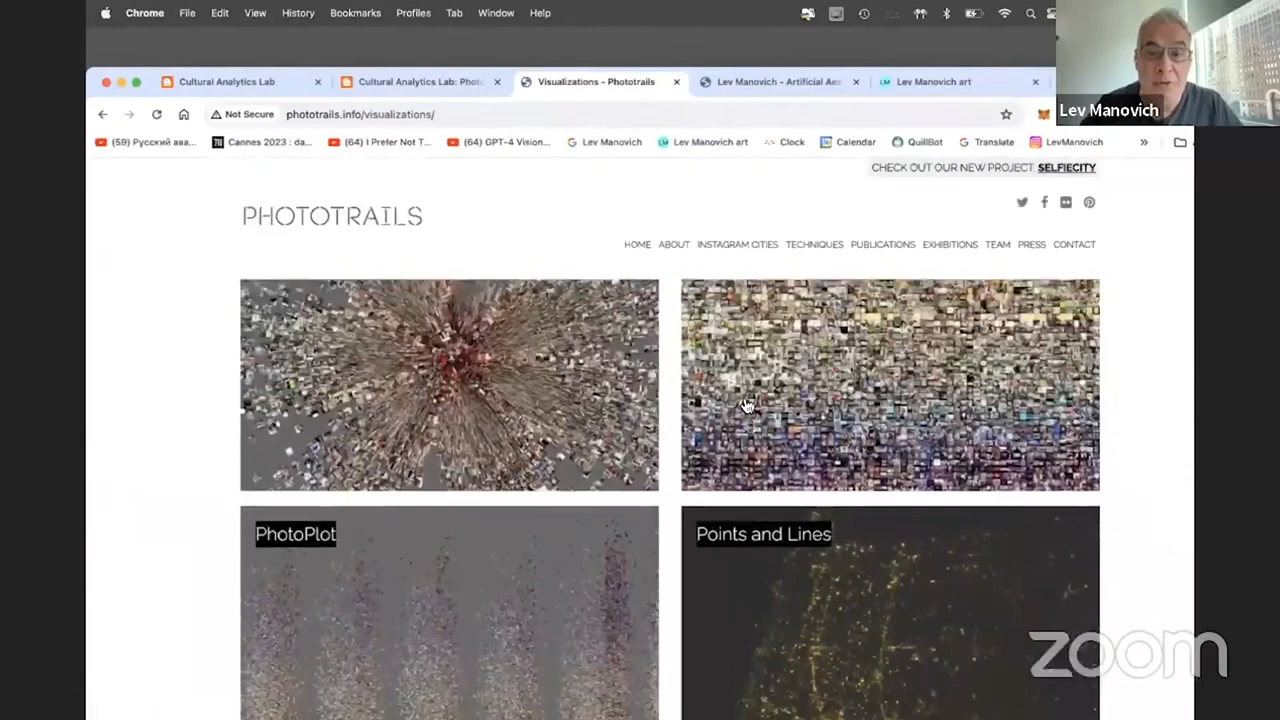 Chrome File Edit View History Bookmarks Profiles Tab Window Help
Cultural Analytics Lab
Cultural Analytics Lab: Phot
Visualizations - Phototrails
Lev Manovich - Artificial Aes
Lev Manovich art
Not Secure phototrails.info/visualizations/
Lev Manovich
(59) Русский ава...
Cannes 2023 : da...
(64) I Prefer Not T...
(64) GPT-4 Vision...
Lev Manovich
Lev Manovich art
Clock
Calendar
QuillBot
Translate
LevManovich
CHECK OUT OUR NEW PROJECT: SELFIECITY
PHOTOTRAILS
HOME ABOUT INSTAGRAM CITIES TECHNIQUES PUBLICATIONS EXHIBITIONS TEAM PRESS CONTACT
PhotoPlot
Points and Lines
zoom